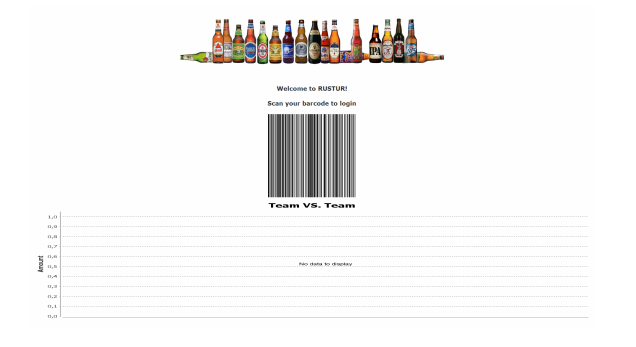 Welcome to RUSTUR!
Scan your barcode to login
Team VS. Team
1,0
0,9
0,8
0,7
0,6
0,5
0,4
0,3
0,2
0,1
0,0
Amount
No data to display